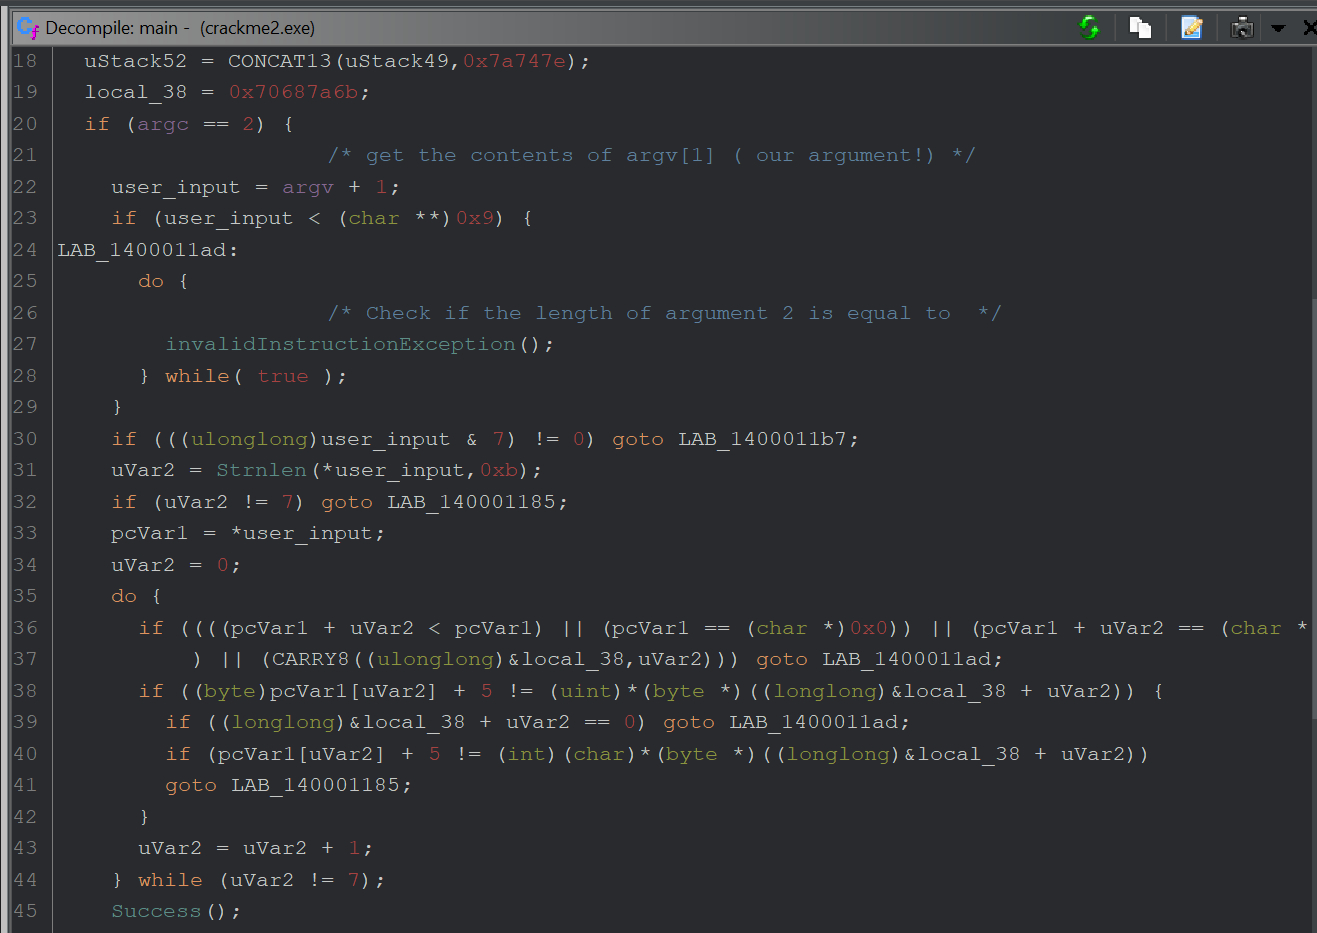 Decompile: main - (crackme2.exe)
18 uStack52 = CONCAT13(uStack49,0x7a747e);
19 local_38 = 0x70687a6b;
20 if (argc == 2) {
21 /* get the contents of argv[1] ( our argument!) */
22 user_input = argv + 1;
23 if (user_input < (char **)0x9) {
24 LAB_1400011ad:
25 do {
26 /* Check if the length of argument 2 is equal to  */
27 invalidInstructionException();
28 } while( true );
29 }
30 if (((ulonglong)user_input & 7) != 0) goto LAB_1400011b7;
31 uVar2 = Strnlen(*user_input,0xb);
32 if (uVar2 != 7) goto LAB_140001185;
33 pcVar1 = *user_input;
34 uVar2 = 0;
35 do {
36 if ((((pcVar1 + uVar2 < pcVar1) || (pcVar1 == (char *)0x0)) || (pcVar1 + uVar2 == (char *
37 ) || (CARRY8((ulonglong)&local_38,uVar2))) goto LAB_1400011ad;
38 if ((byte)pcVar1[uVar2] + 5 != (uint)*(byte *)((longlong)&local_38 + uVar2)) {
39 if ((longlong)&local_38 + uVar2 == 0) goto LAB_1400011ad;
40 if (pcVar1[uVar2] + 5 != (int)(char)*(byte *)((longlong)&local_38 + uVar2))
41 goto LAB_140001185;
42 }
43 uVar2 = uVar2 + 1;
44 } while (uVar2 != 7);
45 Success();